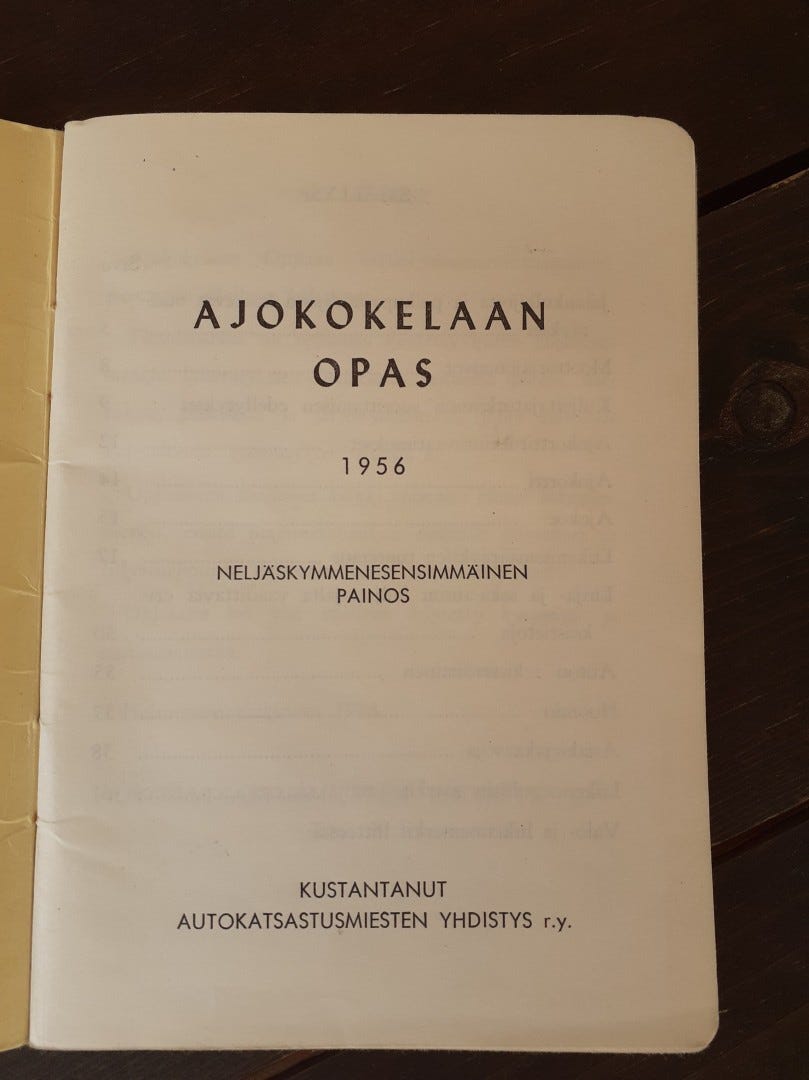 AJOKOKELAAN
OPAS
1956
NELJÄSKYMMENESENSIMMÄINEN
PAINOS
KUSTANTANUT
AUTOKATSASTUSMIESTEN YHDISTYS r.y.